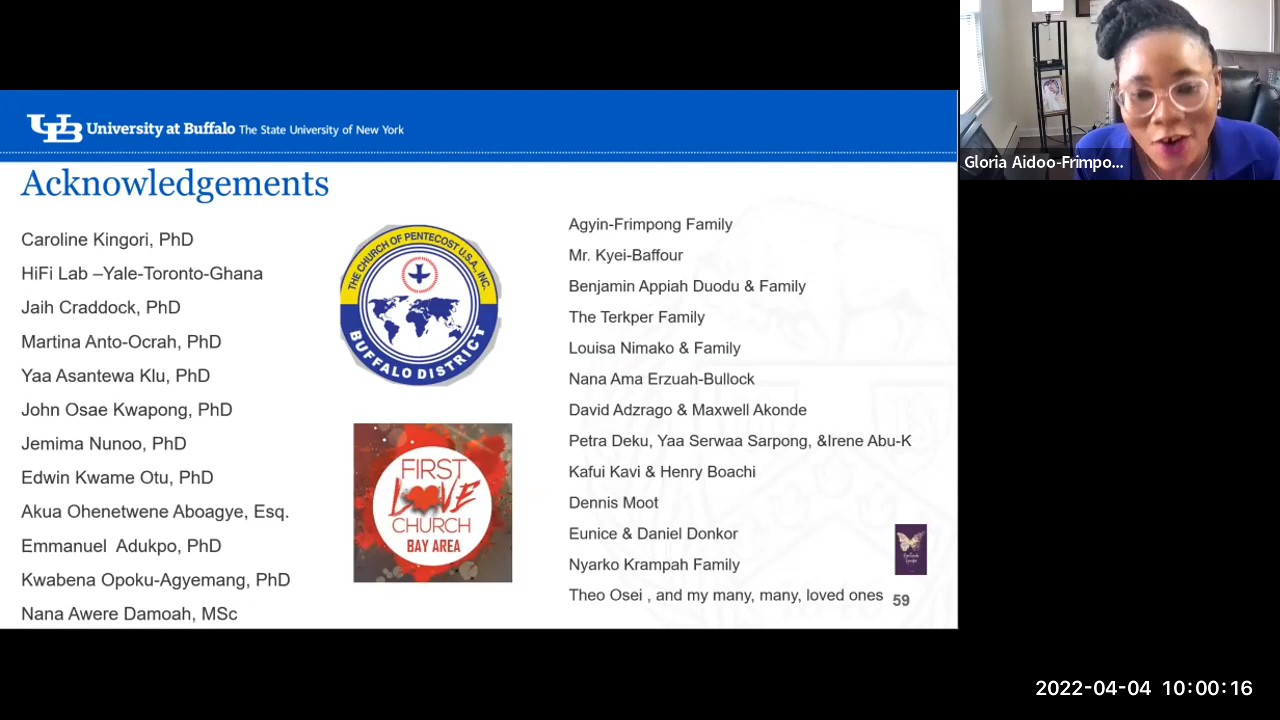 UB University at Buffalo The State University of New York
Acknowledgements
Caroline Kingori, PhD
HiFi Lab –Yale-Toronto-Ghana
Jaih Craddock, PhD
Martina Anto-Ocrah, PhD
Yaa Asantewa Klu, PhD
John Osae Kwapong, PhD
Jemima Nunoo, PhD
Edwin Kwame Otu, PhD
Akua Ohenetwene Aboagye, Esq.
Emmanuel Adukpo, PhD
Kwabena Opoku-Agyemang, PhD
Nana Awere Damoah, MSc
THE CHURCH OF PENTECOST U.S.A., INC.
BUFFALO DISTRICT
FIRST
LOVE
CHURCH
BAY AREA
Agyin-Frimpong Family
Mr. Kyei-Baffour
Benjamin Appiah Duodu & Family
The Terkper Family
Louisa Nimako & Family
Nana Ama Erzuah-Bullock
David Adzrago & Maxwell Akonde
Petra Deku, Yaa Serwaa Sarpong, &Irene Abu-K
Kafui Kavi & Henry Boachi
Dennis Moot
Eunice & Daniel Donkor
Nyarko Krampah Family
Theo Osei , and my many, many, loved ones
59
Gloria Aidoo-Frimpo...
2022-04-04 10:00:16